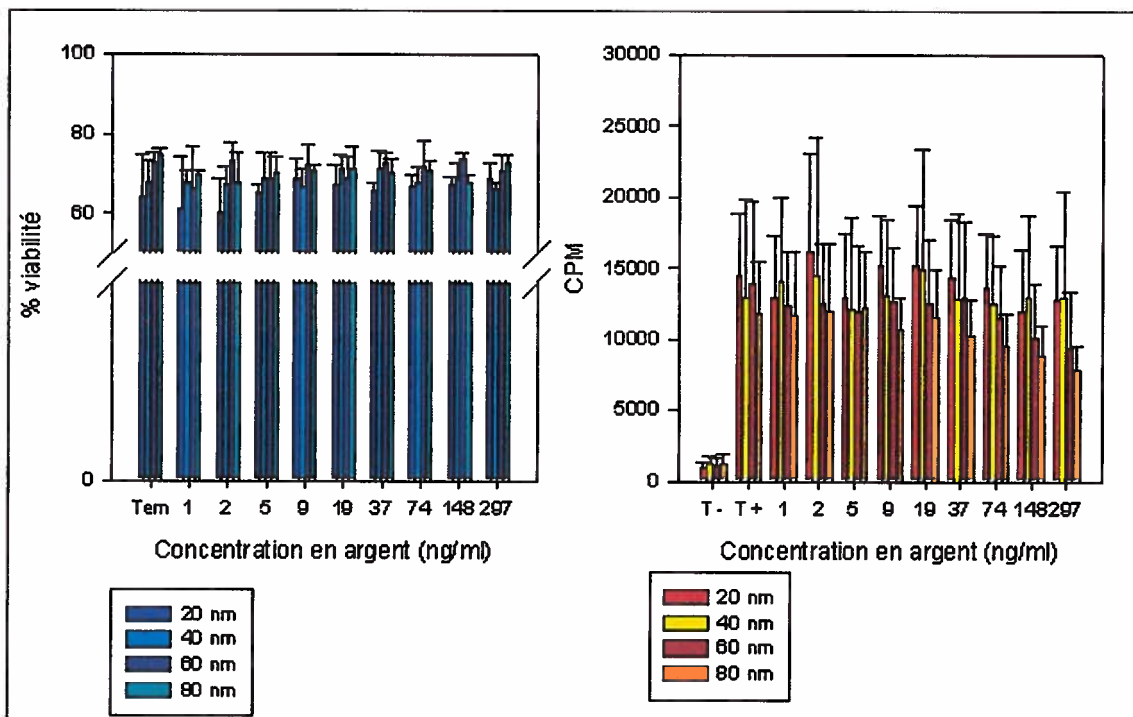 100
80
60
0
% viabilité
Tem 1 2 5 9 19 37 74 148 297
Concentration en argent (ng/ml)
20 nm
40 nm
60 nm
80 nm
30000
25000
20000
15000
10000
5000
0
CPM
T - T + 1 2 5 9 19 37 74 148 297
Concentration en argent (ng/ml)
20 nm
40 nm
60 nm
80 nm